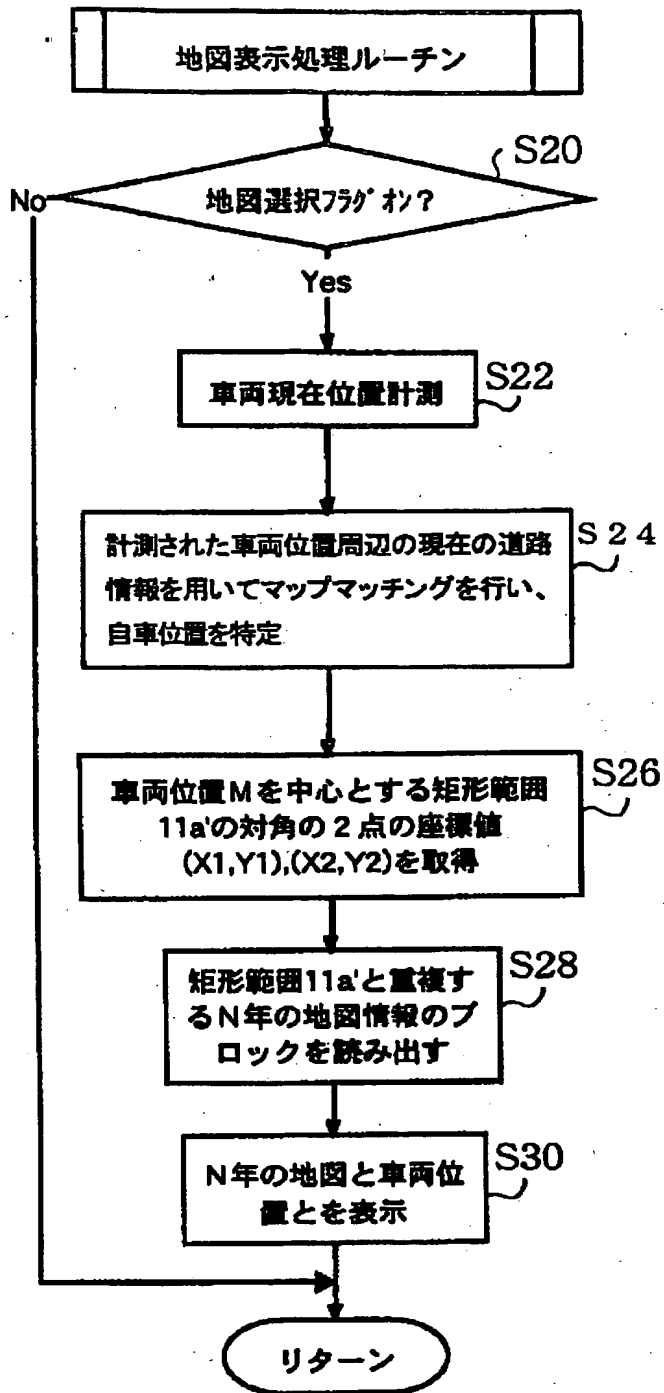 地図表示処理ルーチン
S20
地図選択フラグオン?
No
Yes
S22
車両現在位置計測
S24
計測された車両位置周辺の現在の道路
情報を用いてマップマッチングを行い、
自車位置を特定
S26
車両位置Mを中心とする矩形範囲
11a'の対角の2点の座標値
(X1,Y1),(X2,Y2)を取得
S28
矩形範囲11a'と重複す
るN年の地図情報のブ
ロックを読み出す
S30
N年の地図と車両位
置とを表示
リターン